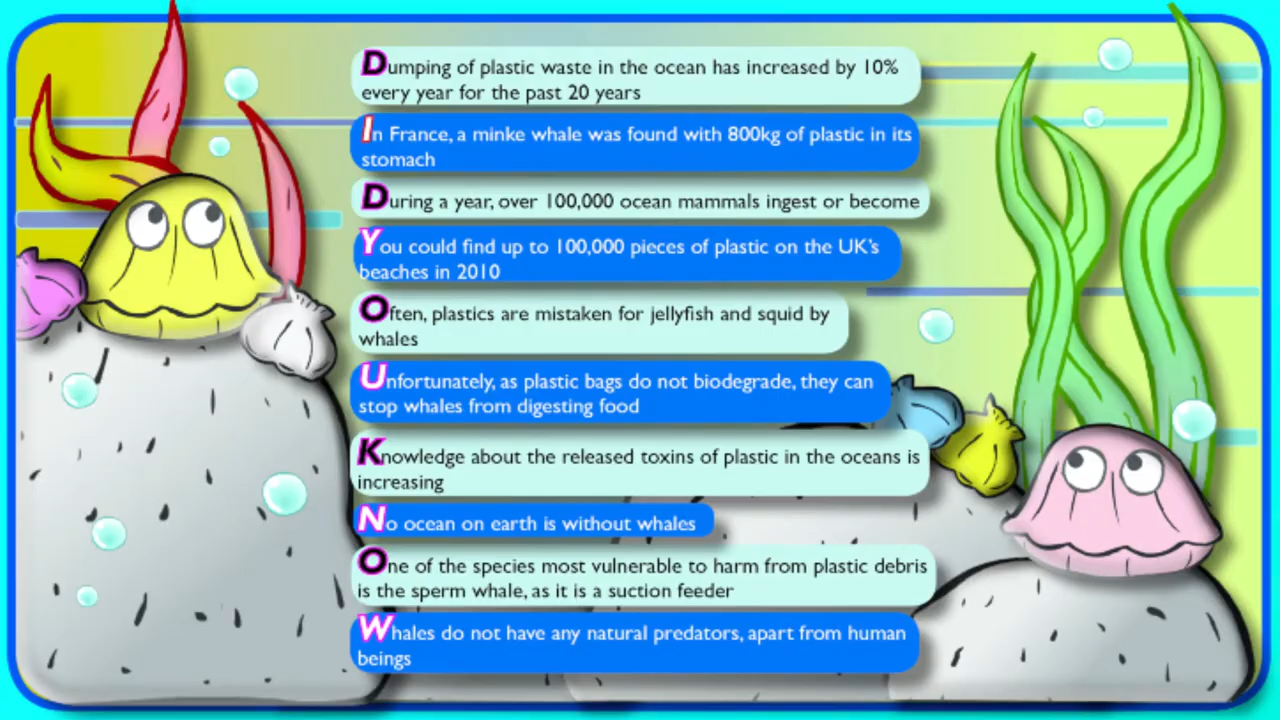 Dumping of plastic waste in the ocean has increased by 10%
every year for the past 20 years
In France, a minke whale was found with 800kg of plastic in its
stomach
During a year, over 100,000 ocean mammals ingest or become
You could find up to 100,000 pieces of plastic on the UK's
beaches in 2010
Often, plastics are mistaken for jellyfish and squid by
whales
Unfortunately, as plastic bags do not biodegrade, they can
stop whales from digesting food
Knowledge about the released toxins of plastic in the oceans is
increasing
No ocean on earth is without whales
One of the species most vulnerable to harm from plastic debris
is the sperm whale, as it is a suction feeder
Whales do not have any natural predators, apart from human
beings